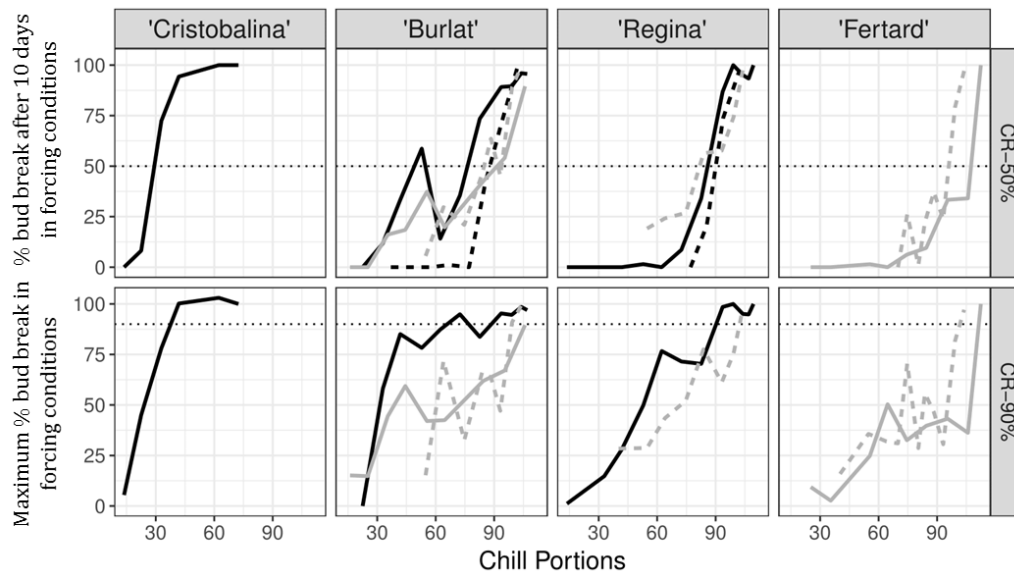 'Cristobalina' 'Burlat' 'Regina' 'Fertard'
% bud break after 10 days
in forcing conditions
100
75
50
25
0
CR−50%
Maximum % bud break in
forcing conditions
100
75
50
25
0
CR−90%
30 60 90 30 60 90 30 60 90 30 60 90
Chill Portions